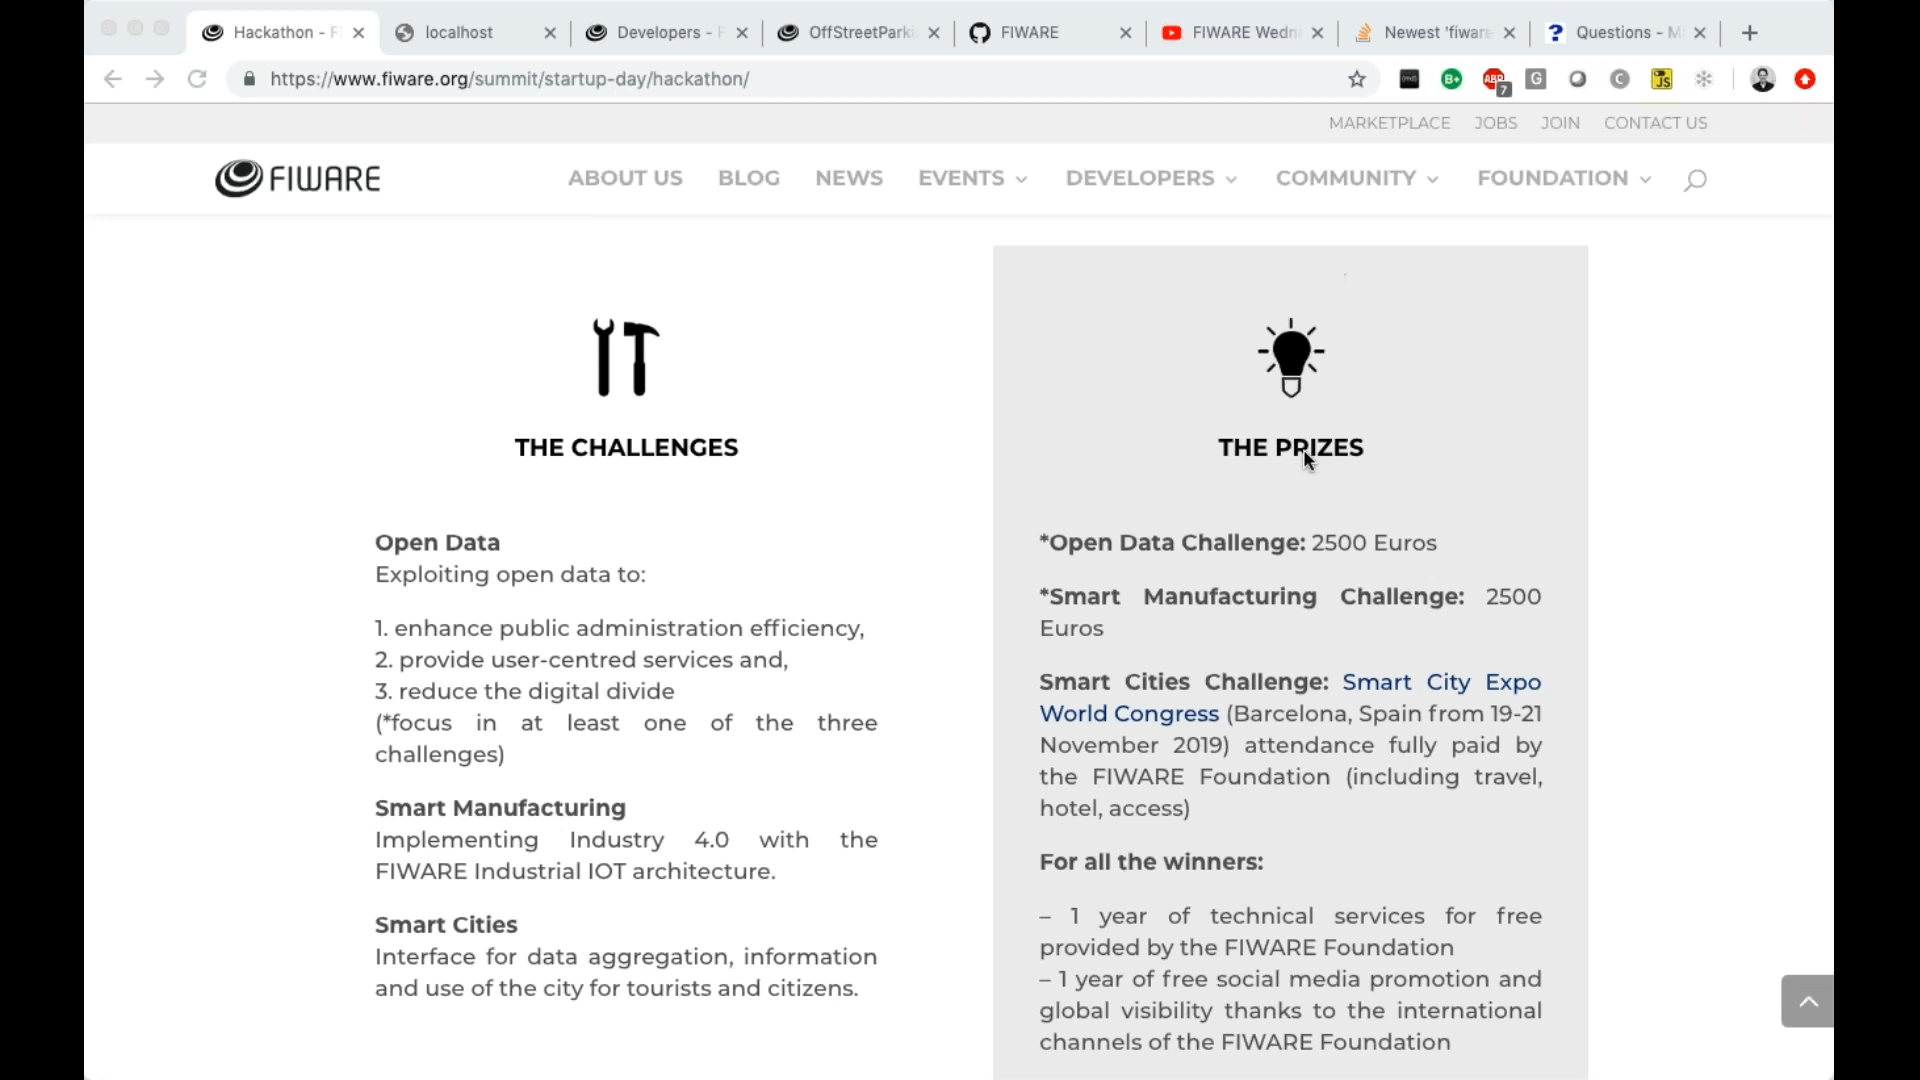 Hackathon - F
localhost
Developers - F
OffStreetParki
FIWARE
FIWARE Wedn
Newest 'fiware
Questions - M
https://www.fiware.org/summit/startup-day/hackathon/
B+
ABP
7
G
C
JS
MARKETPLACE JOBS JOIN CONTACT US
FIWARE
ABOUT US BLOG NEWS EVENTS DEVELOPERS COMMUNITY FOUNDATION
THE CHALLENGES
Open Data
Exploiting open data to:
1. enhance public administration efficiency,
2. provide user-centred services and,
3. reduce the digital divide
(*focus in at least one of the three
challenges)
Smart Manufacturing
Implementing Industry 4.0 with the
FIWARE Industrial IOT architecture.
Smart Cities
Interface for data aggregation, information
and use of the city for tourists and citizens.
THE PRIZES
*Open Data Challenge: 2500 Euros
*Smart Manufacturing Challenge: 2500
Euros
Smart Cities Challenge: Smart City Expo
World Congress (Barcelona, Spain from 19-21
November 2019) attendance fully paid by
the FIWARE Foundation (including travel,
hotel, access)
For all the winners:
– 1 year of technical services for free
provided by the FIWARE Foundation
– 1 year of free social media promotion and
global visibility thanks to the international
channels of the FIWARE Foundation